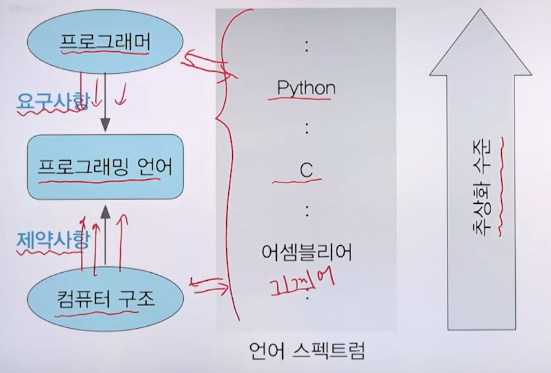 프로그래머
요구사항
프로그래밍 언어
제약사항
컴퓨터 구조
:
Python
:
C
:
어셈블리어
기계어
:
언어 스펙트럼
추상화 수준